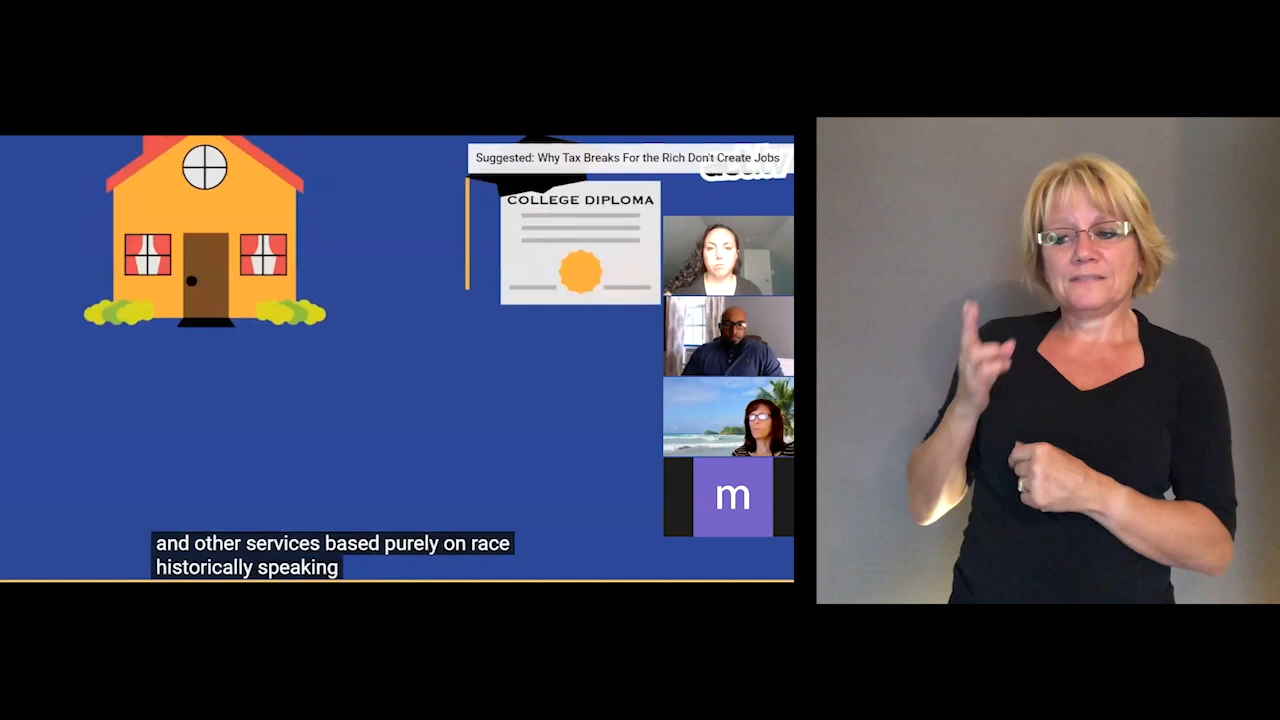 Suggested: Why Tax Breaks For the Rich Don't Create Jobs
COLLEGE DIPLOMA
m
and other services based purely on race
historically speaking